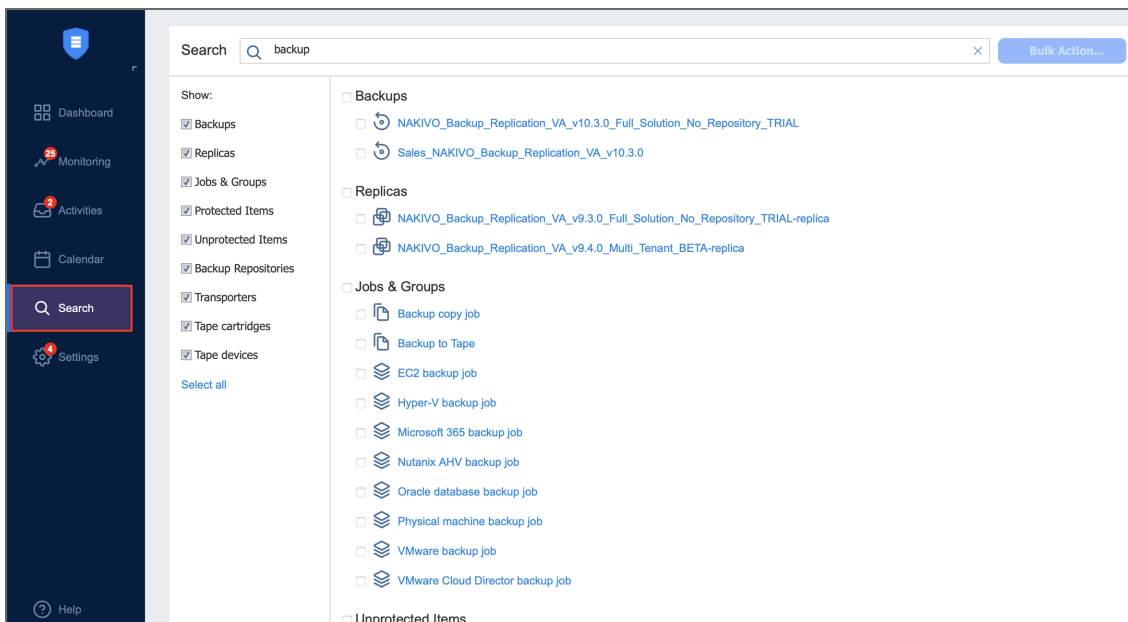 Search
backup
Bulk Action...
Dashboard
25
Monitoring
2
Activities
Calendar
Search
4
Settings
Help
Show:
Backups
Replicas
Jobs & Groups
Protected Items
Unprotected Items
Backup Repositories
Transporters
Tape cartridges
Tape devices
Select all
Backups
NAKIVO_Backup_Replication_VA_v10.3.0_Full_Solution_No_Repository_TRIAL
Sales_NAKIVO_Backup_Replication_VA_v10.3.0
Replicas
NAKIVO_Backup_Replication_VA_v9.3.0_Full_Solution_No_Repository_TRIAL-replica
NAKIVO_Backup_Replication_VA_v9.4.0_Multi_Tenant_BETA-replica
Jobs & Groups
Backup copy job
Backup to Tape
EC2 backup job
Hyper-V backup job
Microsoft 365 backup job
Nutanix AHV backup job
Oracle database backup job
Physical machine backup job
VMware backup job
VMware Cloud Director backup job
Unprotected Items